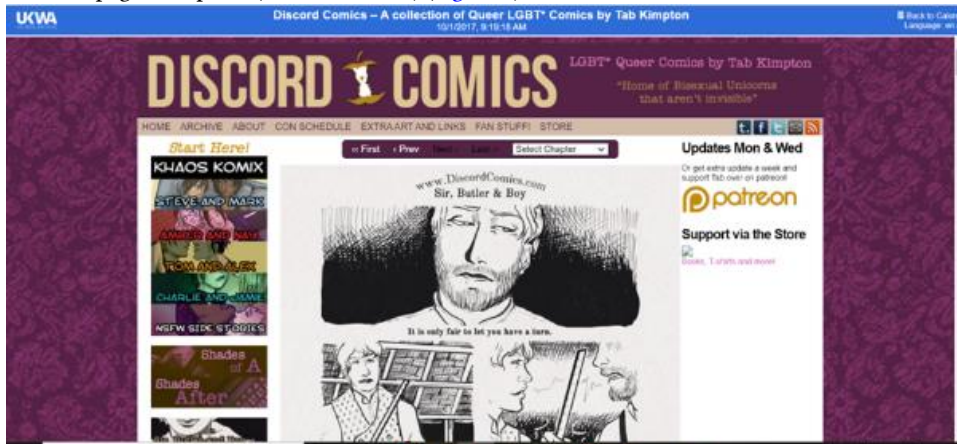 UKWA
Discord Comics – A collection of Queer LGBT* Comics by Tab Kimpton
10/1/2017, 9:19:18 AM
Back to Calen
Language: en
DISCORD COMICS
LGBT* Queer Comics by Tab Kimpton
"Home of Bisexual Unicorns
that aren't invisible"
HOME ARCHIVE ABOUT CON SCHEDULE EXTRA ART AND LINKS FAN STUFF! STORE
Start Here!
KHAOS KOMIX
STEVE AND MARK
AMBER AND NAY
TOM AND ALEX
CHARLIE AND JAMIE
NSFW SIDE STORIES
Shades
of A
Shades
After
‹‹ First ‹ Prev Next › Last ›› Select Chapter
www.DiscordComics.com
Sir, Butler & Boy
It is only fair to let you have a turn.
Updates Mon & Wed
Or get extra update a week and
support Tab over on patreon!
patreon
Support via the Store
Books, T-shirts and more!